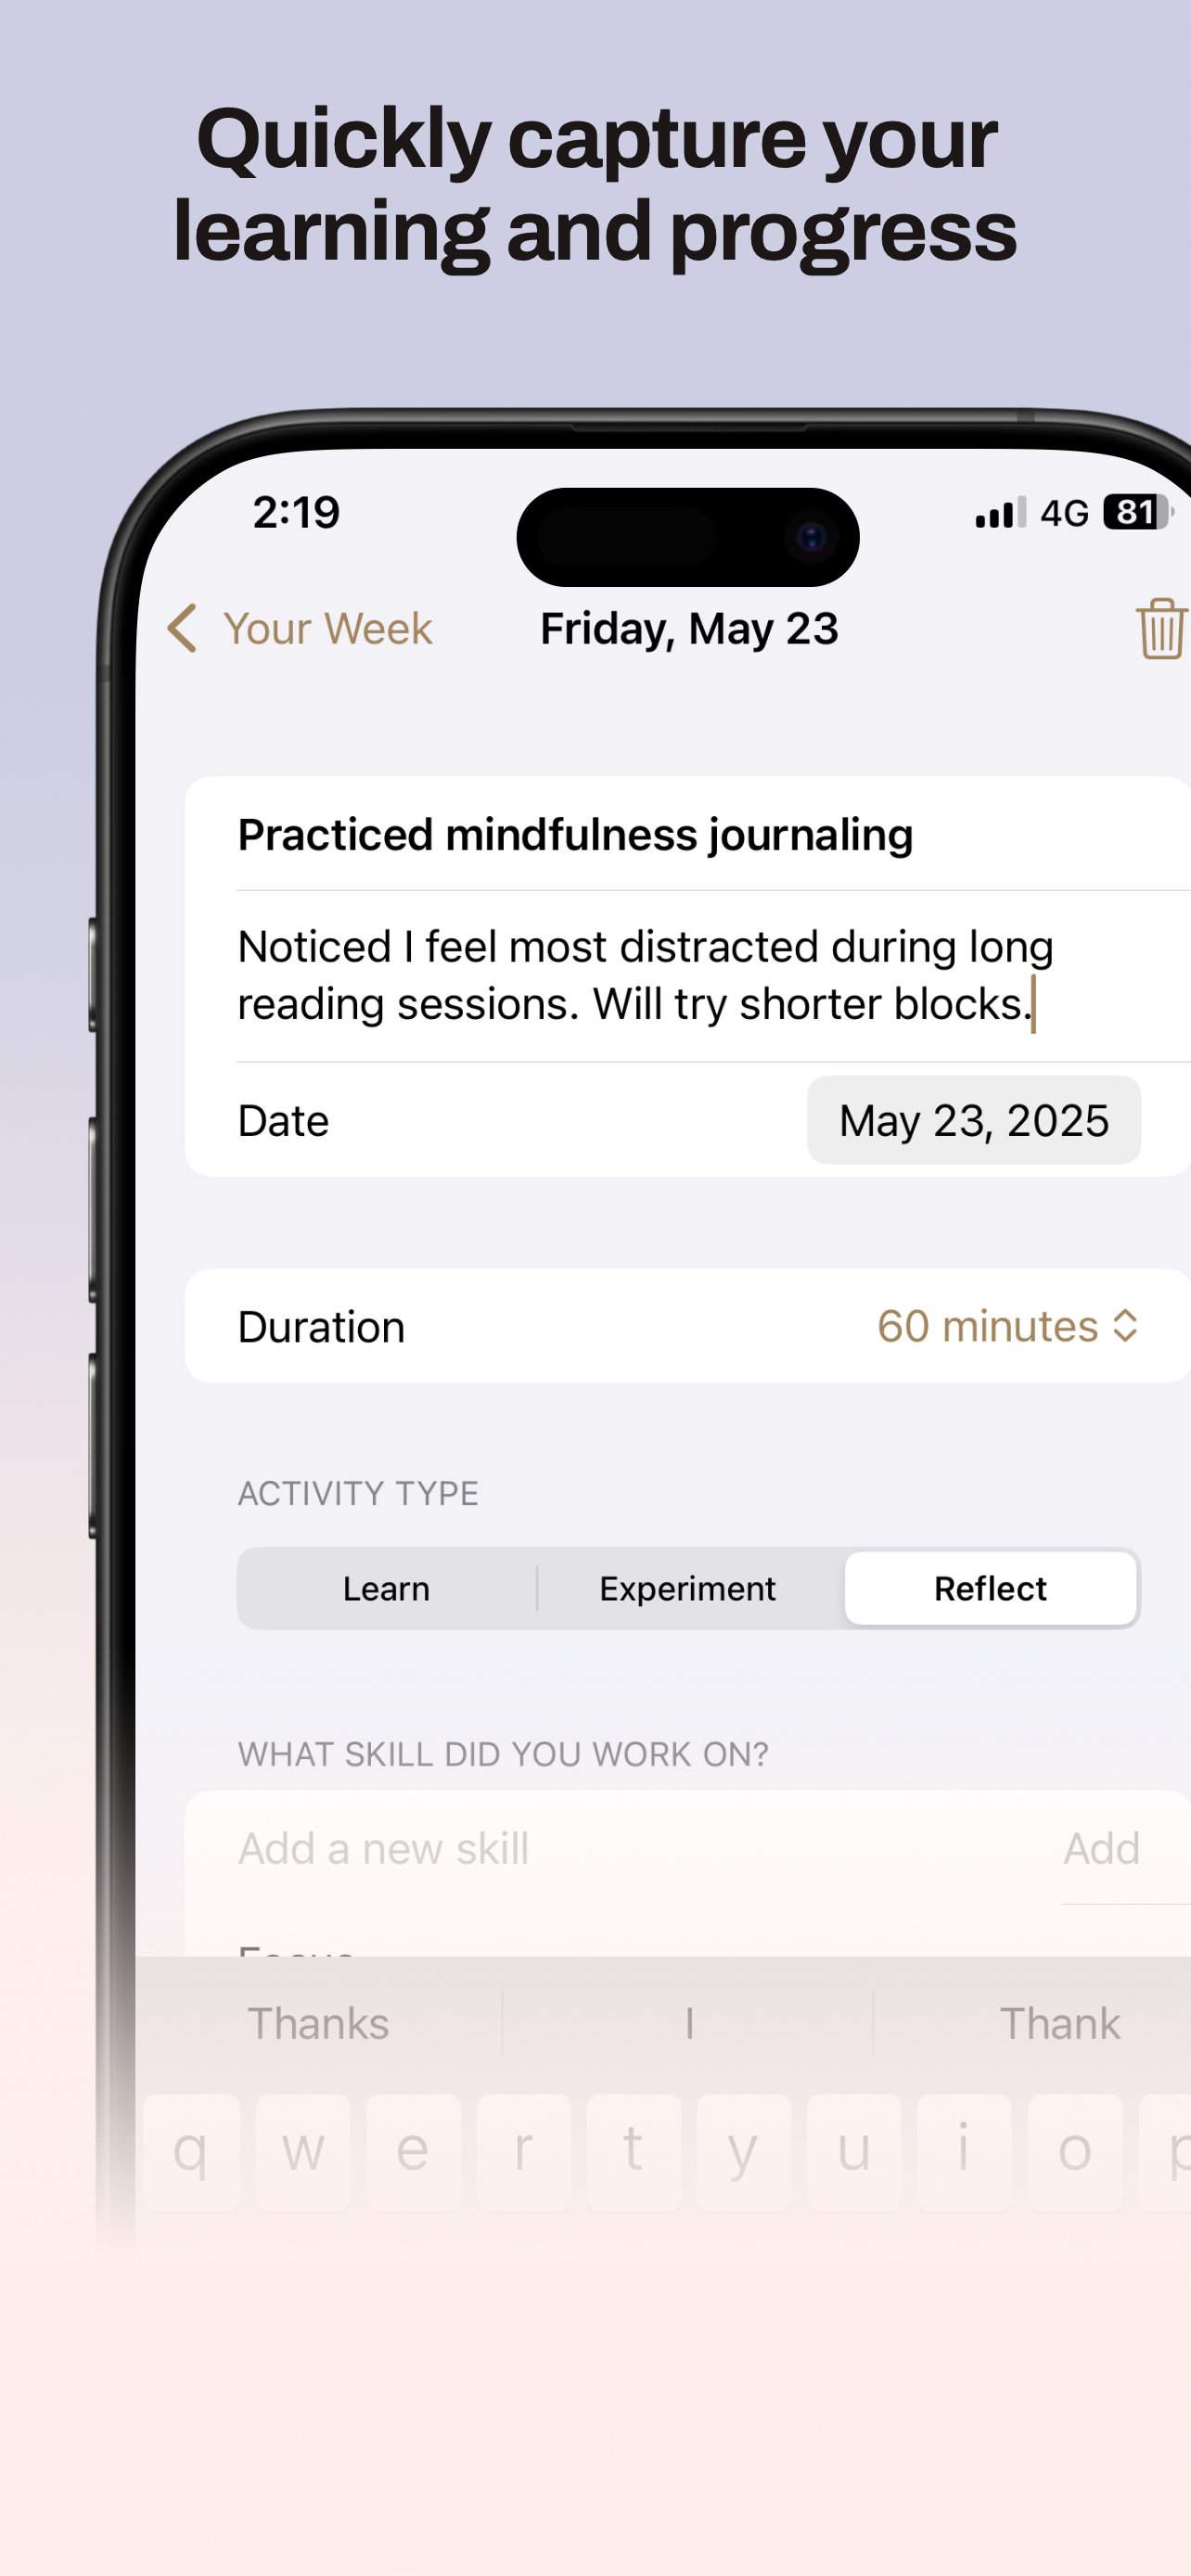 Quickly capture your
learning and progress
2:19
4G
81
Your Week
Friday, May 23
Practiced mindfulness journaling
Noticed I feel most distracted during long
reading sessions. Will try shorter blocks.
Date
May 23, 2025
Duration
60 minutes
ACTIVITY TYPE
Learn
Experiment
Reflect
WHAT SKILL DID YOU WORK ON?
Add a new skill
Add
Focus
Thanks
I
Thank
q w e r t y u i o p